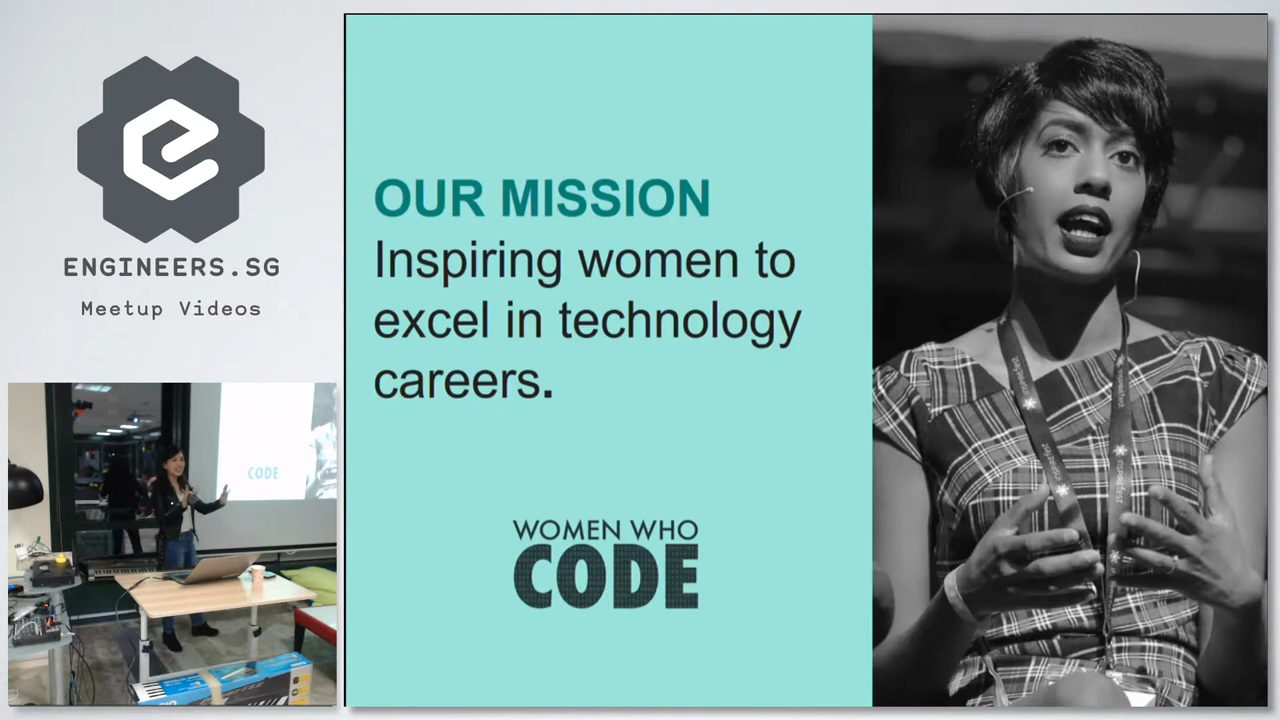 ENGINEERS.SG
Meetup Videos
OUR MISSION
Inspiring women to
excel in technology
careers.
WOMEN WHO
CODE
CODE